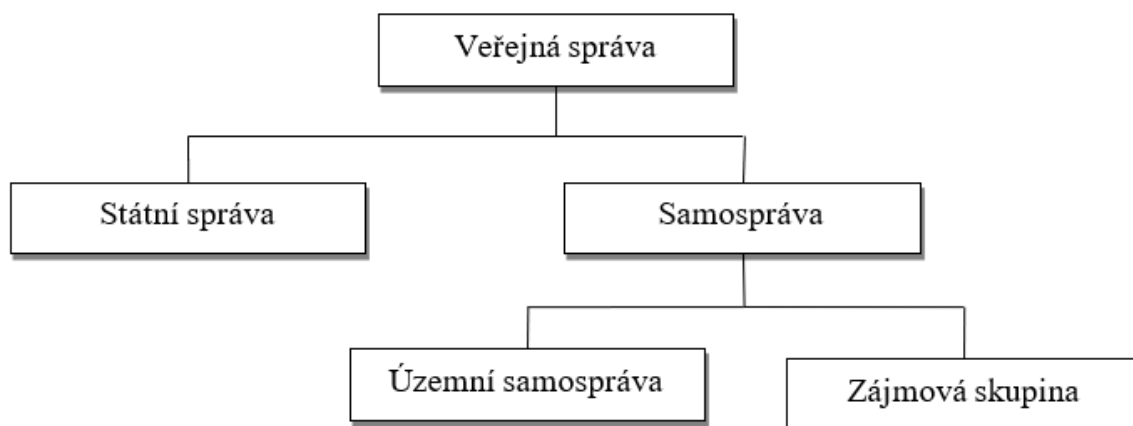 Veřejná správa
Státní správa
Samospráva
Územní samospráva
Zájmová skupina